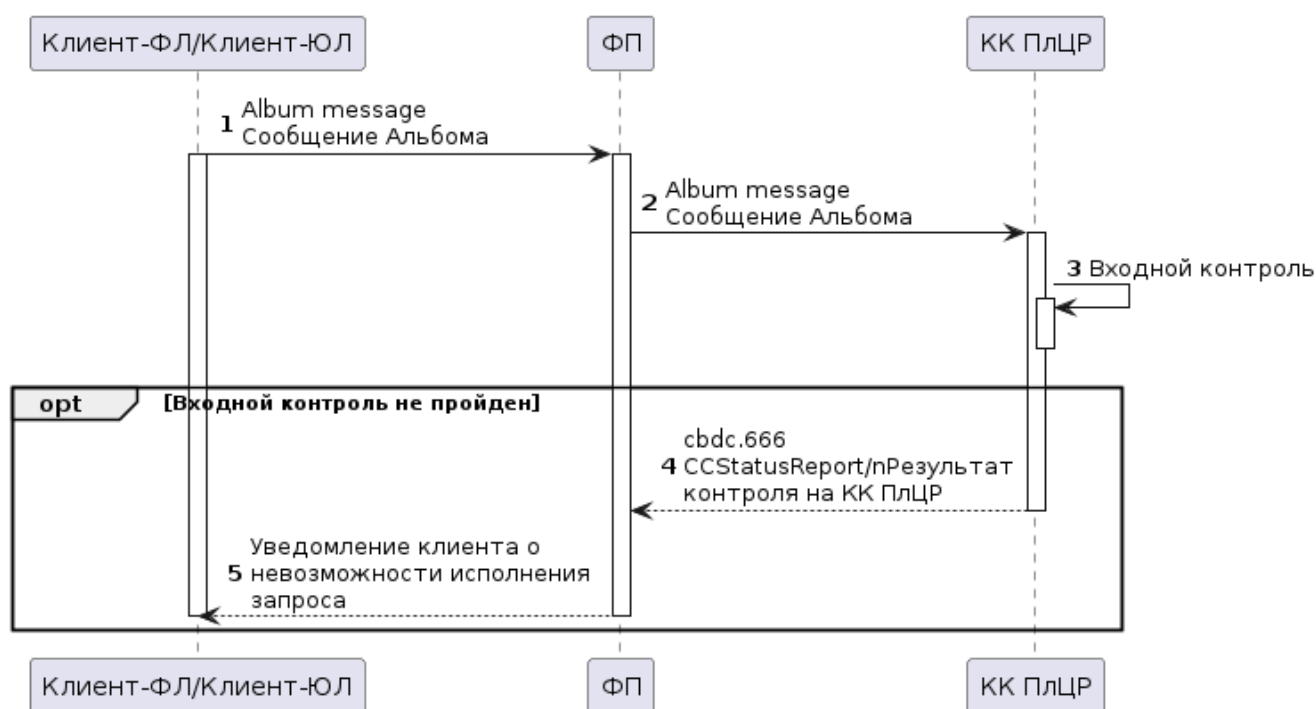 Клиент-ФЛ/Клиент-ЮЛ
ФП
КК ПлЦР
1 Album message
Сообщение Альбома
2 Album message
Сообщение Альбома
3 Входной контроль
opt [Входной контроль не пройден]
cbdc.666
4 CCStatusReport/nРезультат
контроля на КК ПлЦР
Уведомление клиента о
5 невозможности исполнения
запроса
Клиент-ФЛ/Клиент-ЮЛ
ФП
КК ПлЦР